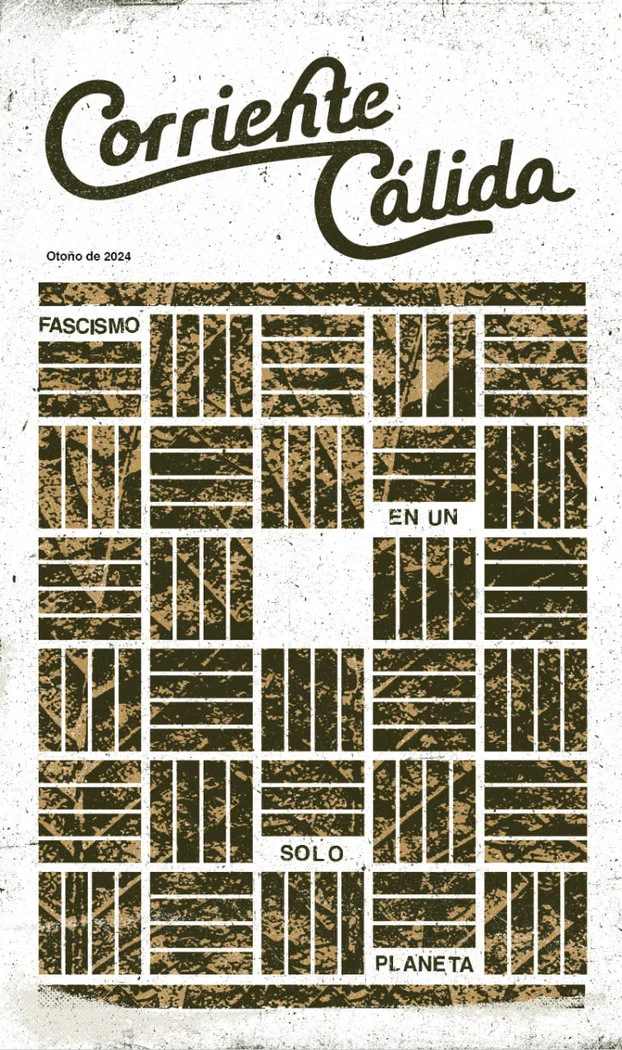 Corriente
Cálida
Otoño de 2024
FASCISMO
EN UN
SOLO
PLANETA